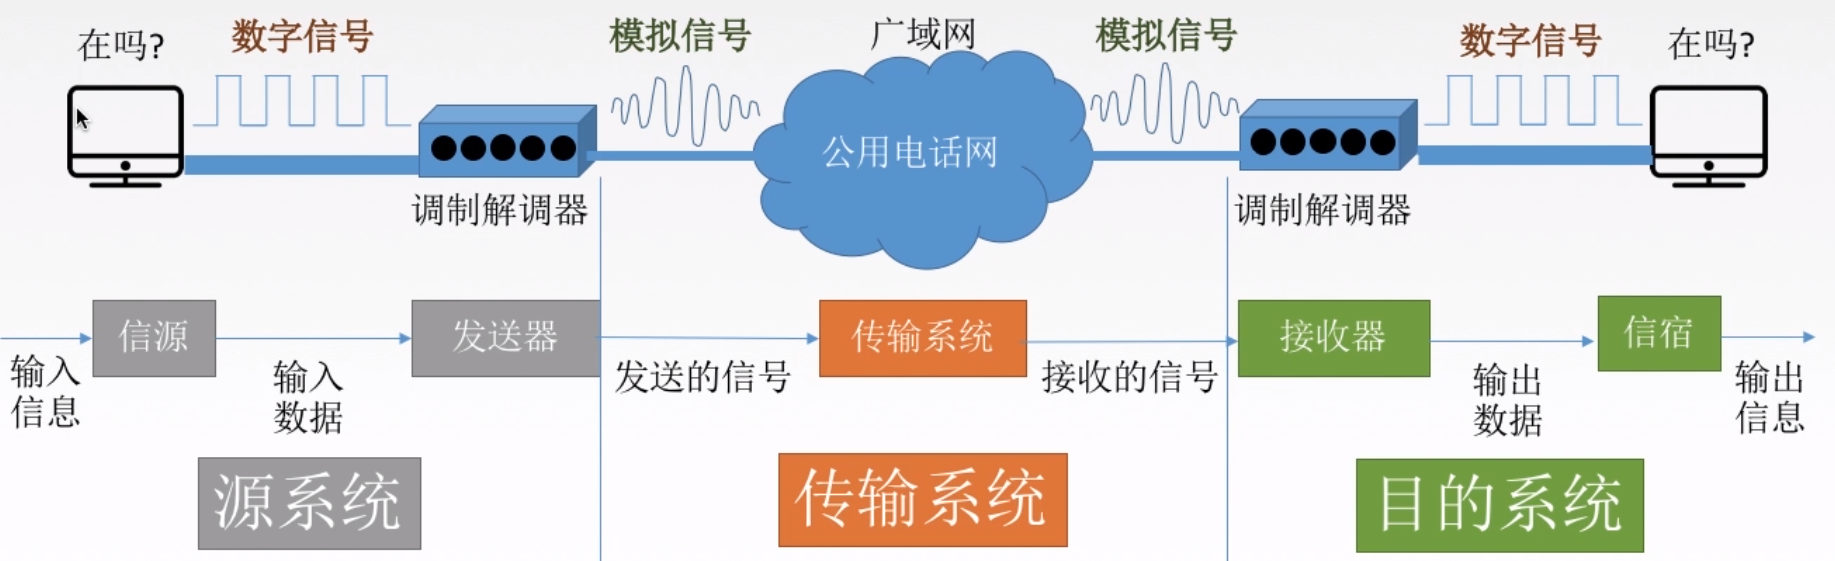 在吗?
数字信号
模拟信号
广域网
模拟信号
数字信号
在吗?
公用电话网
调制解调器
调制解调器
信源
发送器
传输系统
接收器
信宿
输入
信息
输入
数据
发送的信号
接收的信号
输出
数据
输出
信息
源系统
传输系统
目的系统